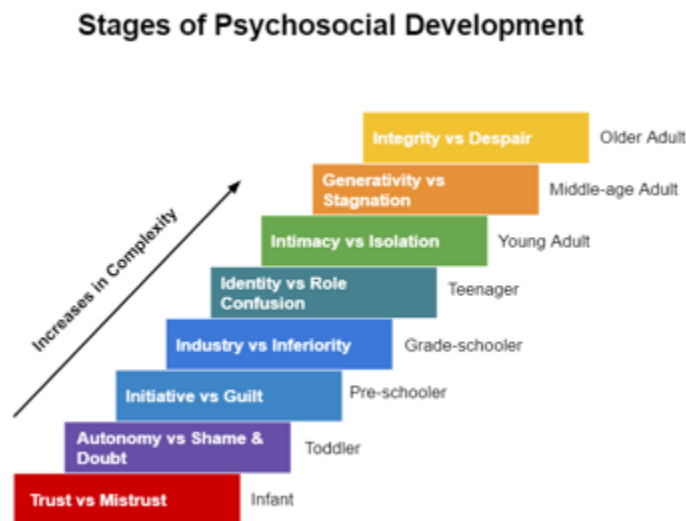 Stages of Psychosocial Development
Integrity vs Despair
Older Adult
Generativity vs
Stagnation
Middle-age Adult
Intimacy vs Isolation
Young Adult
Identity vs Role
Confusion
Teenager
Industry vs Inferiority
Grade-schooler
Initiative vs Guilt
Pre-schooler
Autonomy vs Shame &
Doubt
Toddler
Trust vs Mistrust
Infant
Increases in Complexity